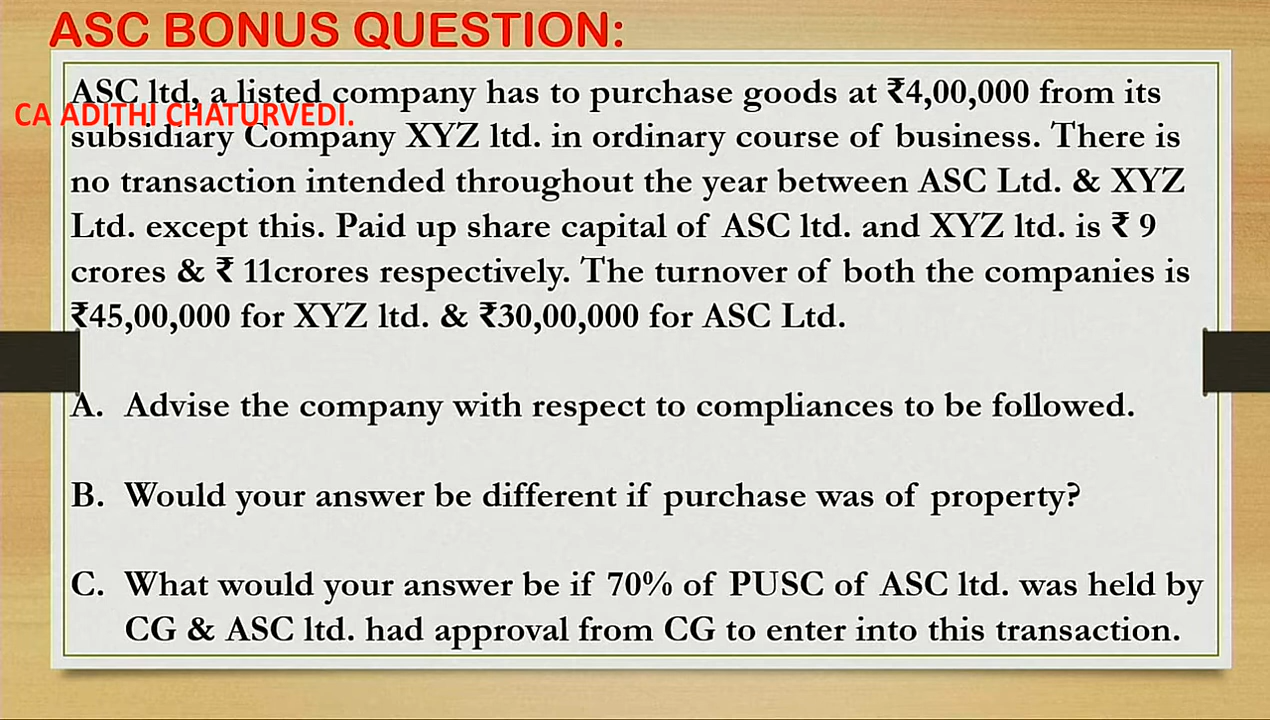 ASC BONUS QUESTION:
ASC ltd, a listed company has to purchase goods at ₹4,00,000 from its
CA ADITHI CHATURVEDI.
subsidiary Company XYZ ltd. in ordinary course of business. There is
no transaction intended throughout the year between ASC Ltd. & XYZ
Ltd. except this. Paid up share capital of ASC ltd. and XYZ ltd. is ₹ 9
crores & ₹ 11crores respectively. The turnover of both the companies is
₹45,00,000 for XYZ ltd. & ₹30,00,000 for ASC Ltd.
A. Advise the company with respect to compliances to be followed.
B. Would your answer be different if purchase was of property?
C. What would your answer be if 70% of PUSC of ASC ltd. was held by
CG & ASC ltd. had approval from CG to enter into this transaction.